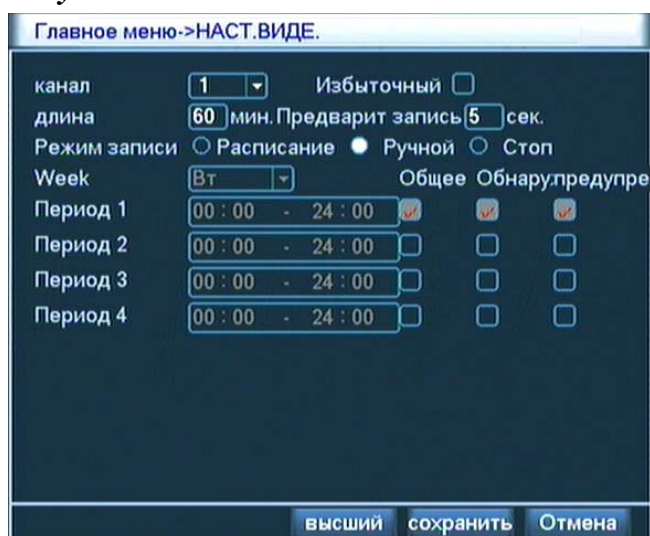 Главное меню->НАСТ.ВИДЕ.
канал 1 Избыточный
длина 60 мин. Предварит запись 5 сек.
Режим записи Расписание Ручной Стоп
Week Вт Общее Обнару:предупре
Период 1 00:00 - 24:00
Период 2 00:00 - 24:00
Период 3 00:00 - 24:00
Период 4 00:00 - 24:00
высший сохранить Отмена